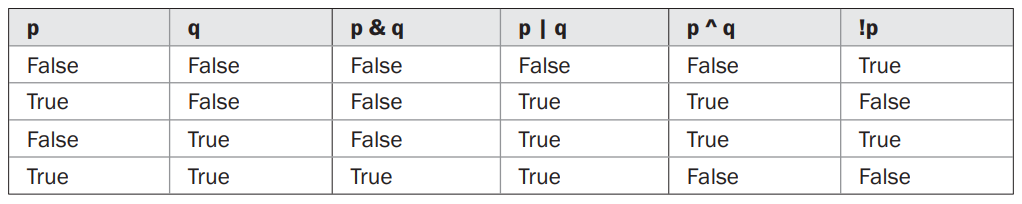 p q p & q p | q p ^ q !p
False False False False False True
True False False True True False
False True False True True True
True True True True False False